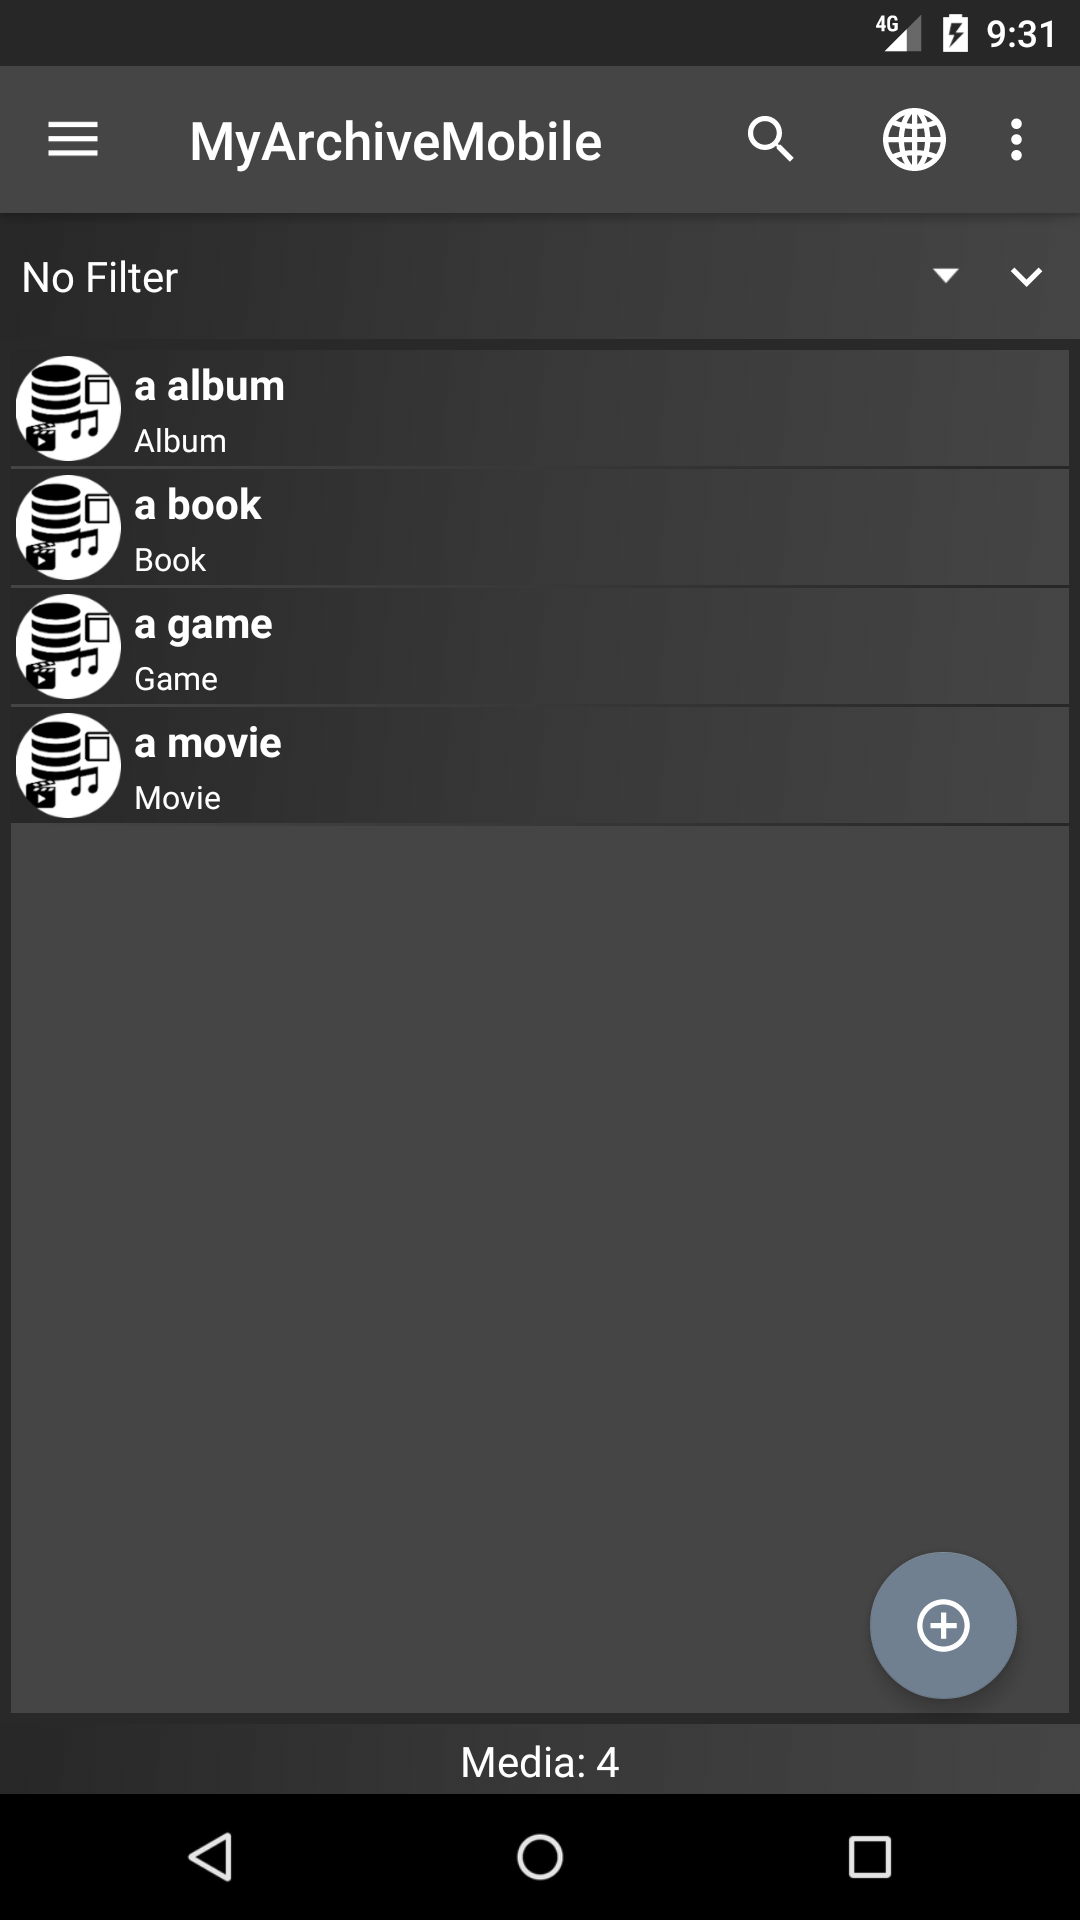 4G 9:31
MyArchiveMobile
No Filter
a album
Album
a book
Book
a game
Game
a movie
Movie
Media: 4